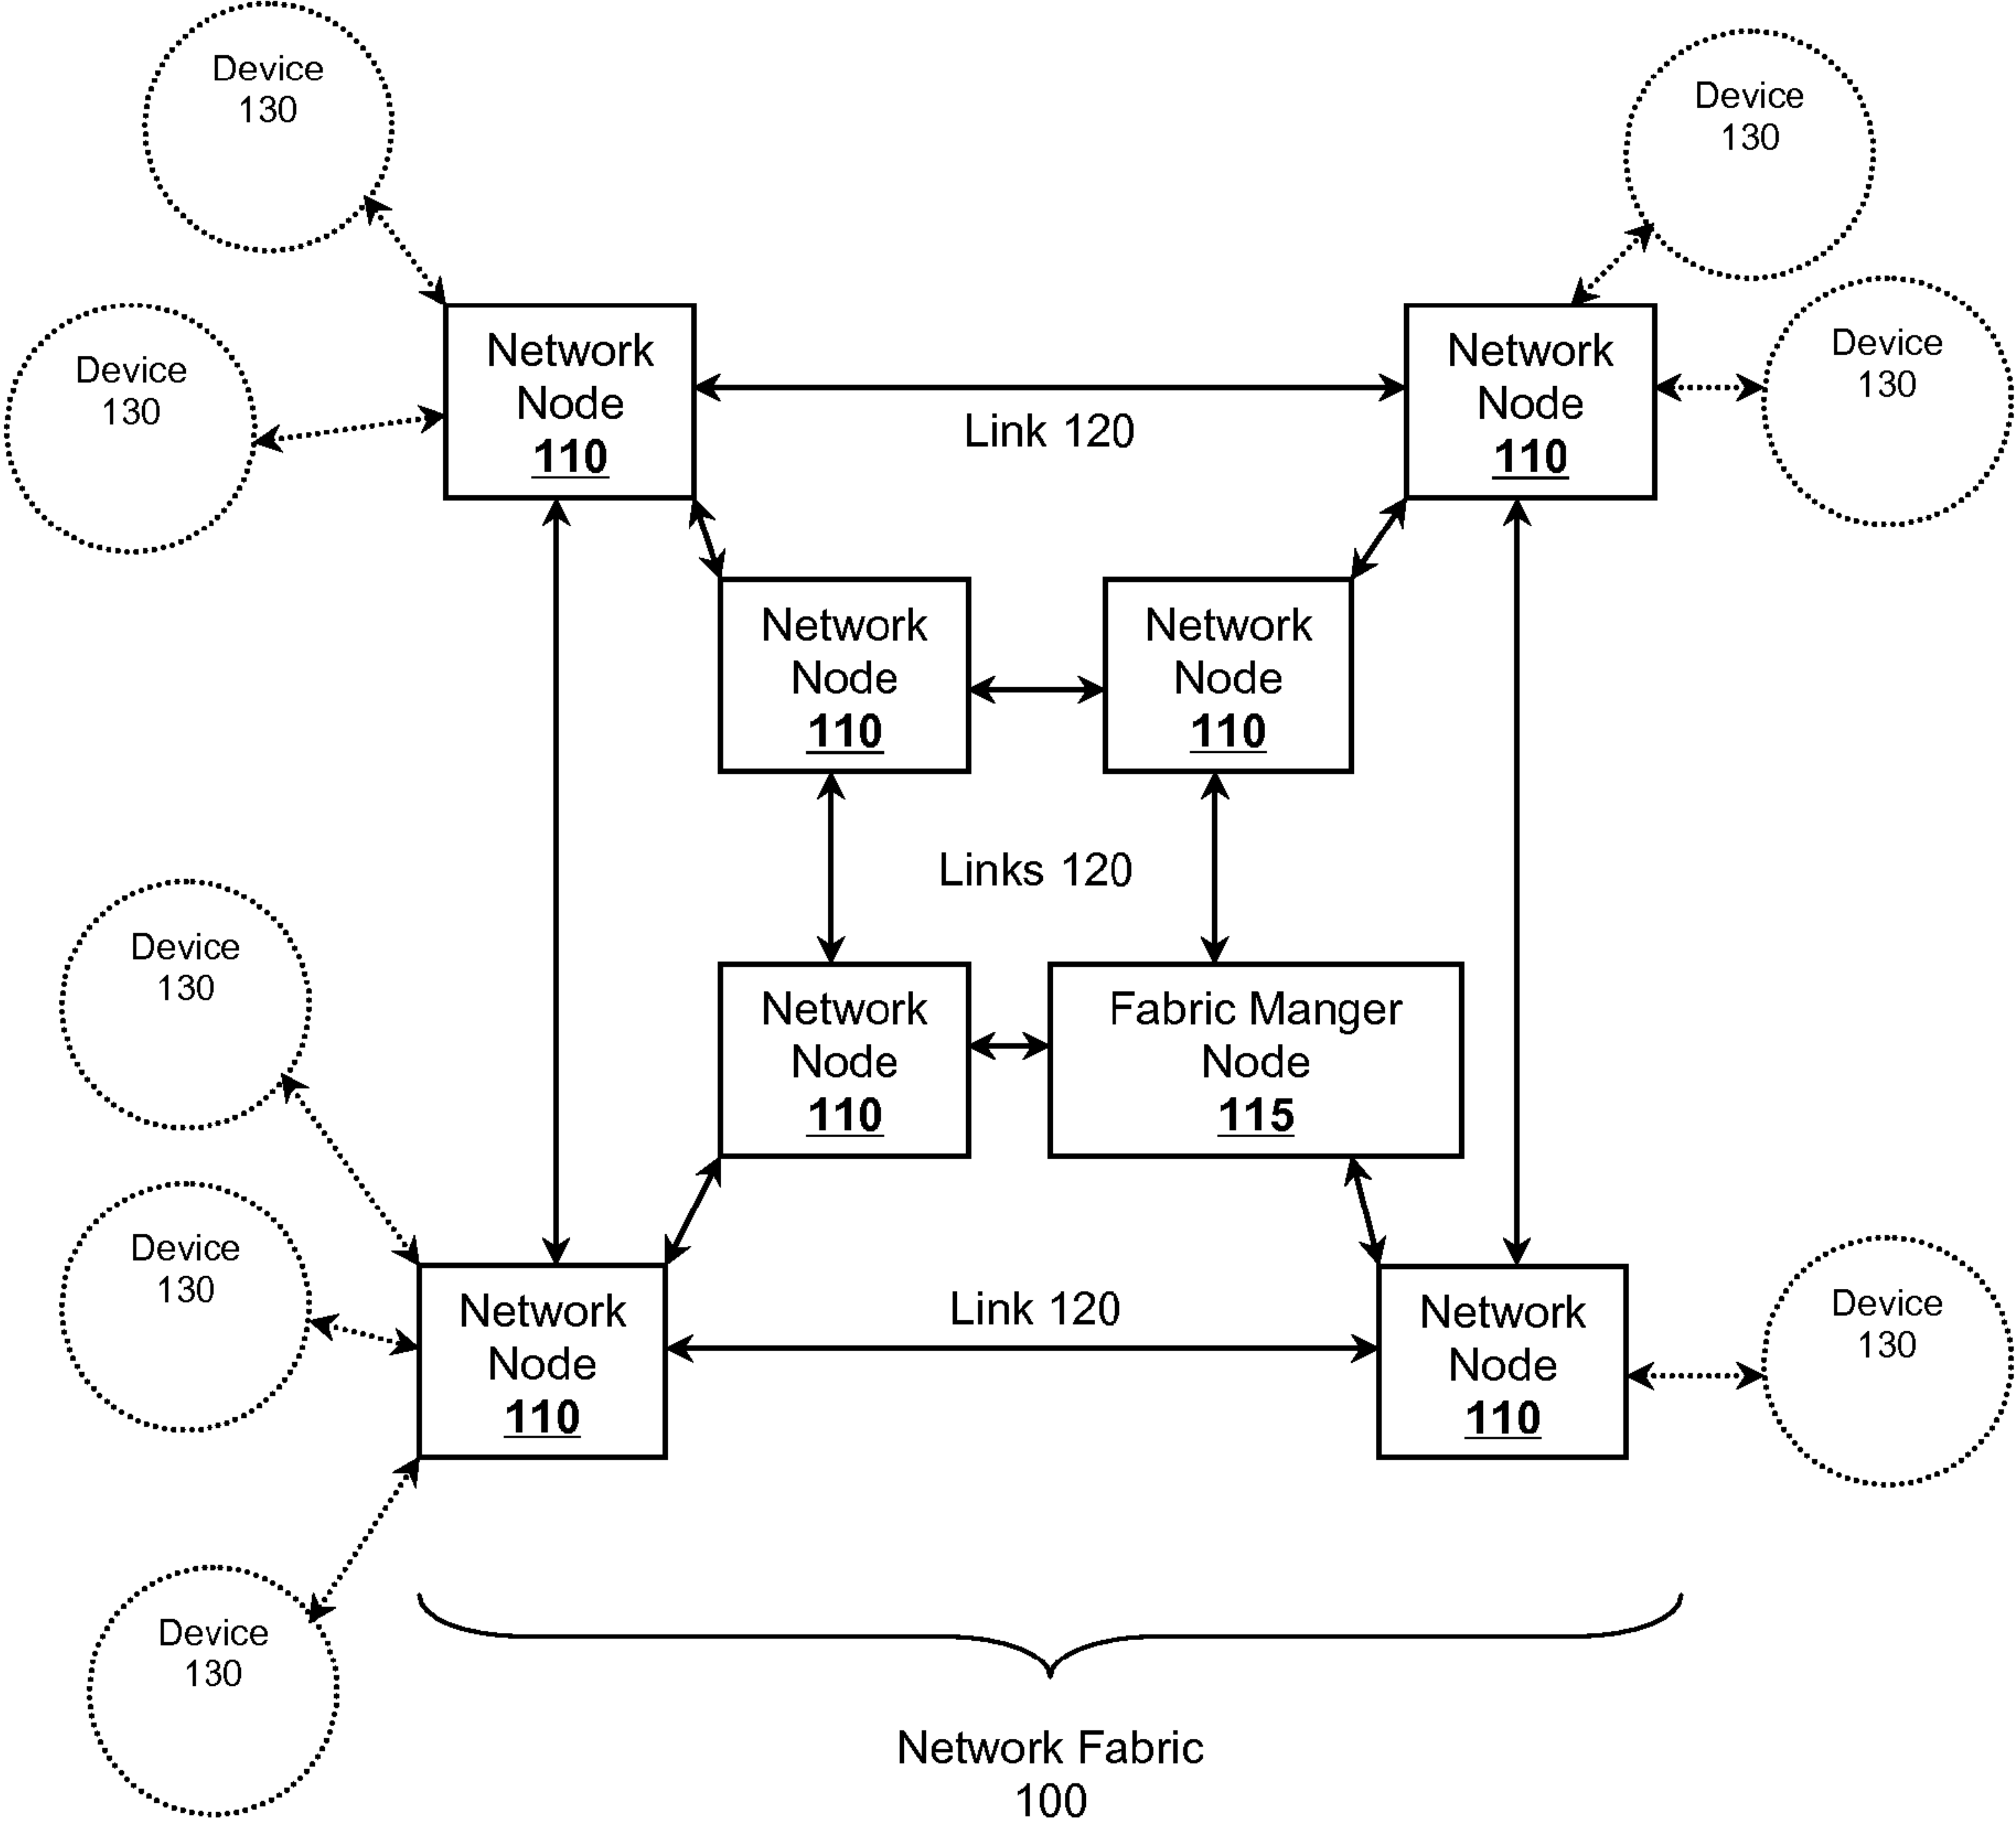 Device
130
Device
130
Device
130
Device
130
Network
Node
110
Link 120
Network
Node
110
Network
Node
110
Network
Node
110
Links 120
Device
130
Network
Node
110
Fabric Manger
Node
115
Device
130
Network
Node
110
Link 120
Network
Node
110
Device
130
Device
130
Network Fabric
100